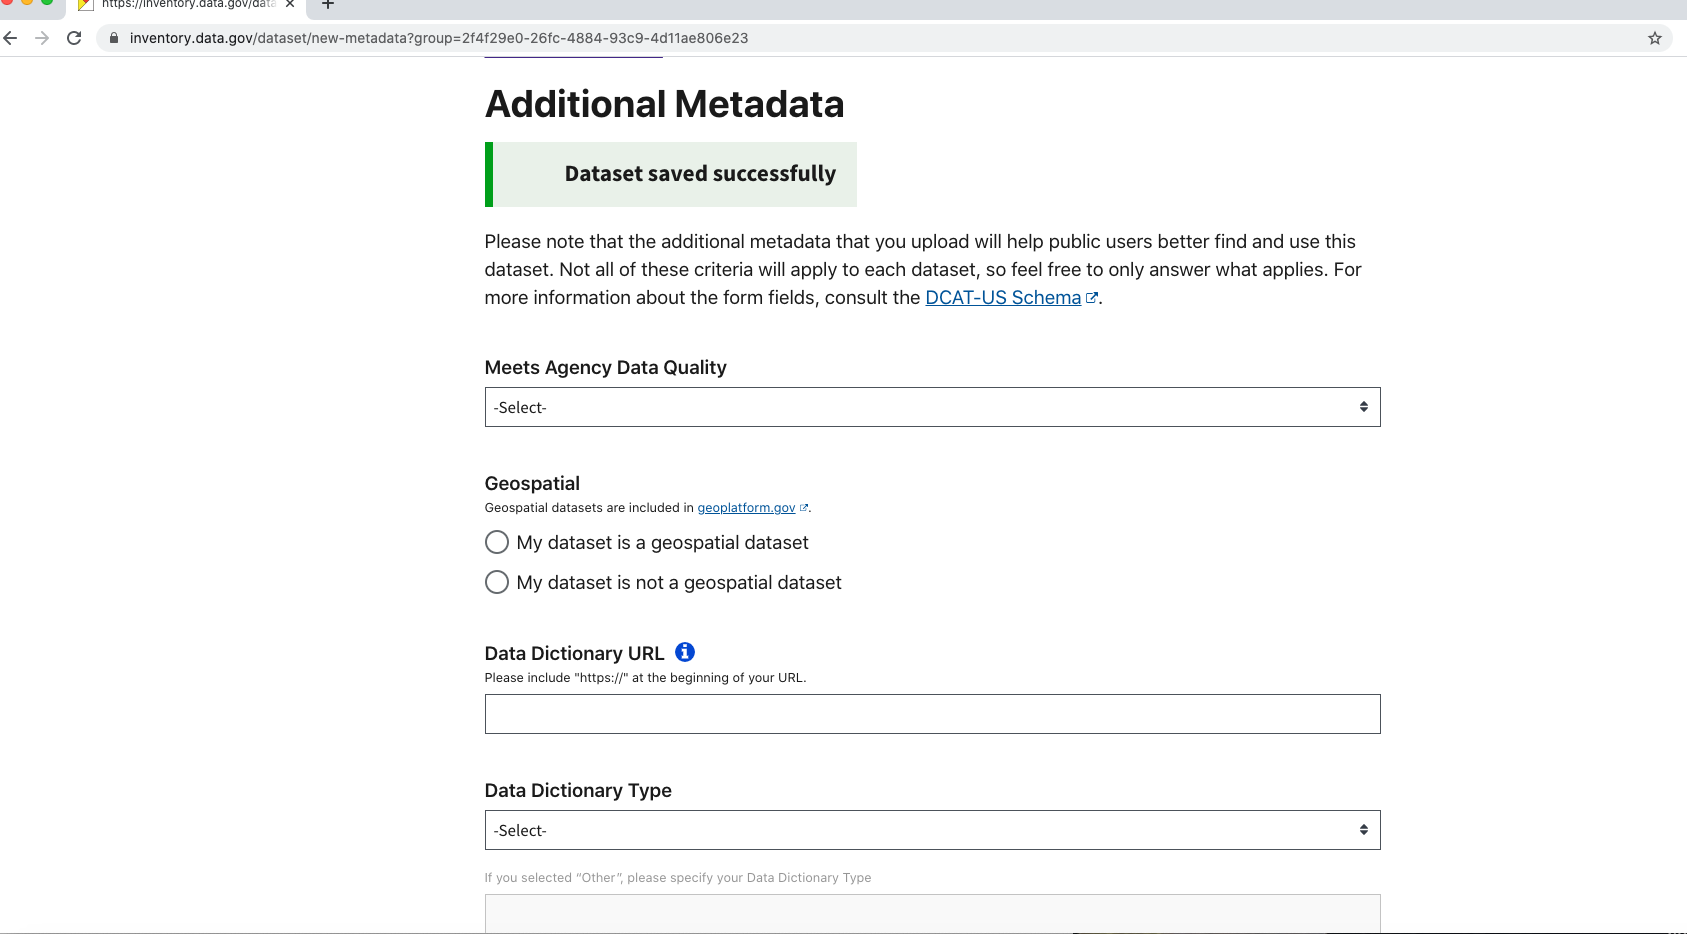 https://inventory.data.gov/data
inventory.data.gov/dataset/new-metadata?group=2f4f29e0-26fc-4884-93c9-4d11ae806e23
Additional Metadata
Dataset saved successfully
Please note that the additional metadata that you upload will help public users better find and use this
dataset. Not all of these criteria will apply to each dataset, so feel free to only answer what applies. For
more information about the form fields, consult the DCAT-US Schema.
Meets Agency Data Quality
-Select-
Geospatial
Geospatial datasets are included in geoplatform.gov.
My dataset is a geospatial dataset
My dataset is not a geospatial dataset
Data Dictionary URL
Please include "https://" at the beginning of your URL.
Data Dictionary Type
-Select-
If you selected “Other”, please specify your Data Dictionary Type